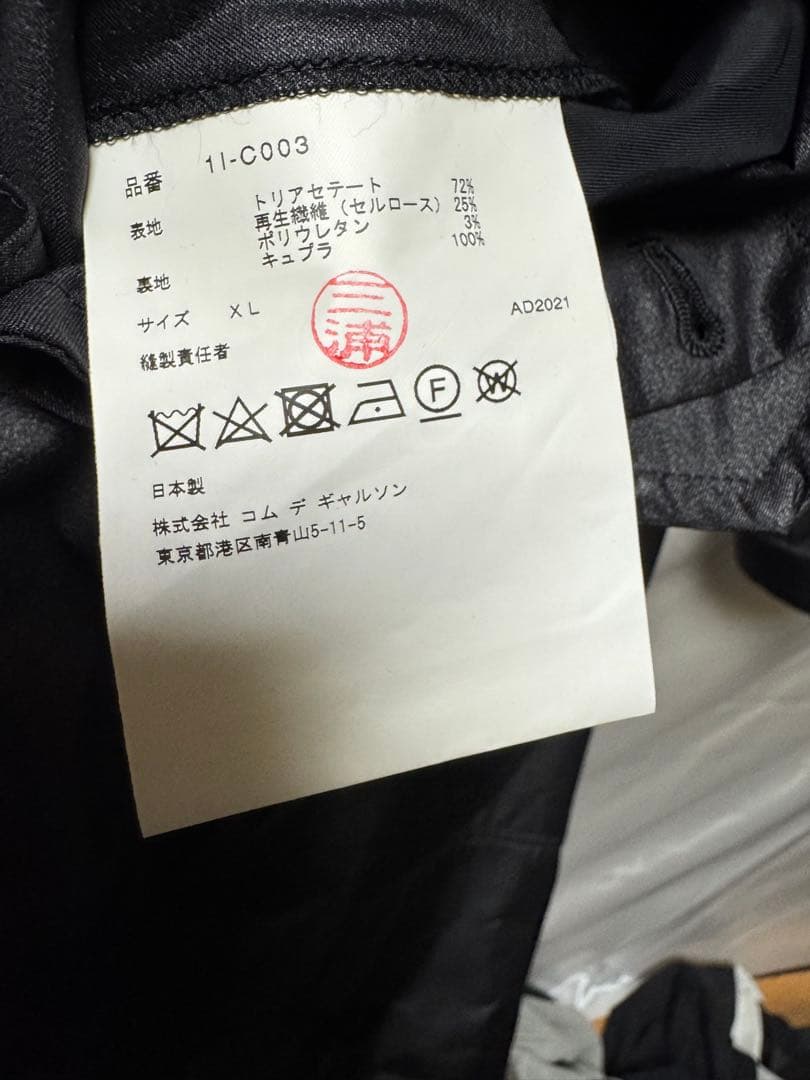 品番 1I-C003
表地 トリアセテート 72%
再生繊維（セルロース） 25%
ポリウレタン 3%
裏地 キュプラ 100%
サイズ XL
AD2021
縫製責任者 三浦
F
W
日本製
株式会社 コム デ ギャルソン
東京都港区南青山5-11-5